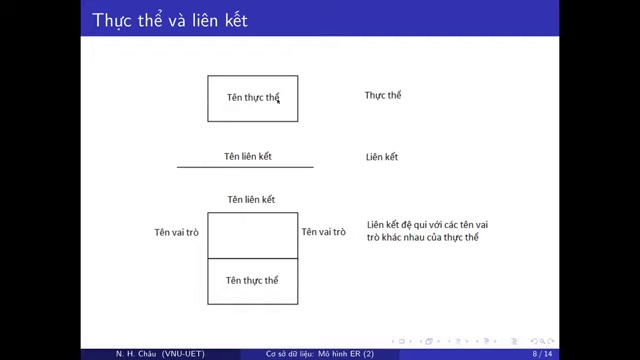 Thực thể và liên kết
Tên thực thể
Thực thể
Tên liên kết
Liên kết
Tên liên kết
Tên vai trò
Tên vai trò
Liên kết đệ qui với các tên vai
trò khác nhau của thực thể
Tên thực thể
N. H. Châu (VNU-UET)
Cơ sở dữ liệu: Mô hình ER (2)
8 / 14